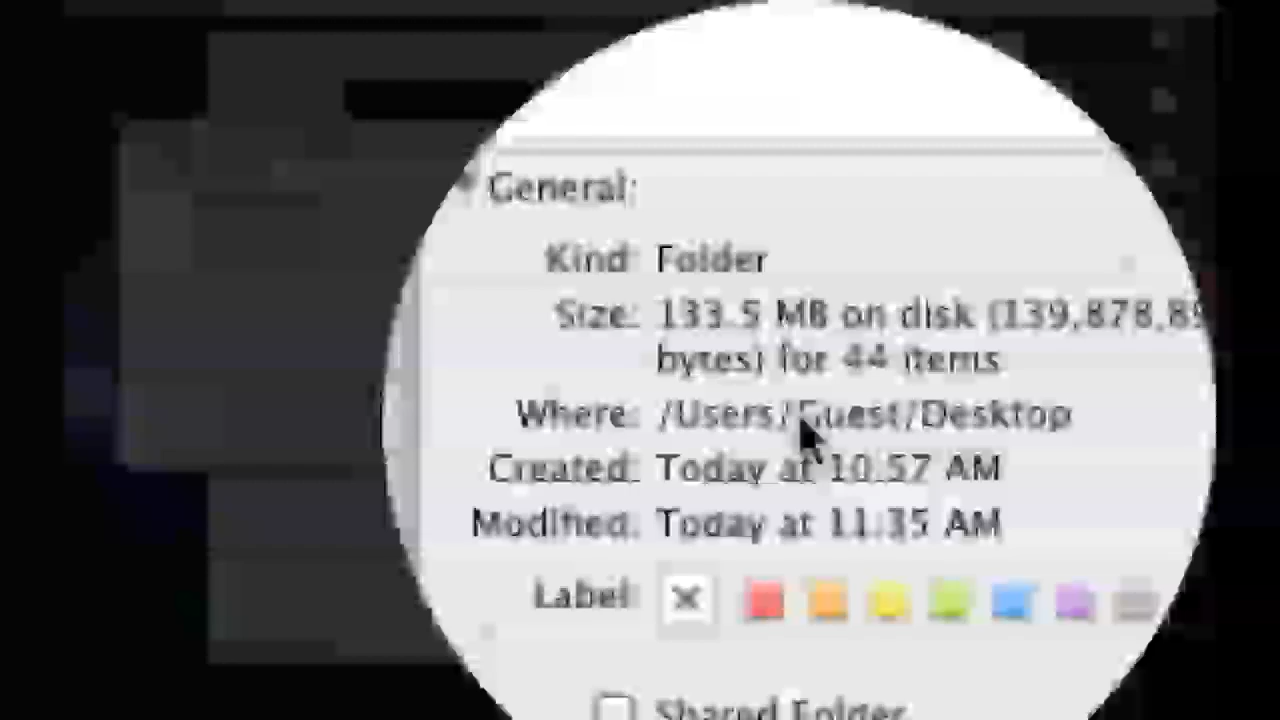 General:
Kind: Folder
Size: 133.5 MB on disk (139,878,89
bytes) for 44 items
Where: /Users/Guest/Desktop
Created: Today at 10:57 AM
Modified: Today at 11:35 AM
Label:
Shared Folder